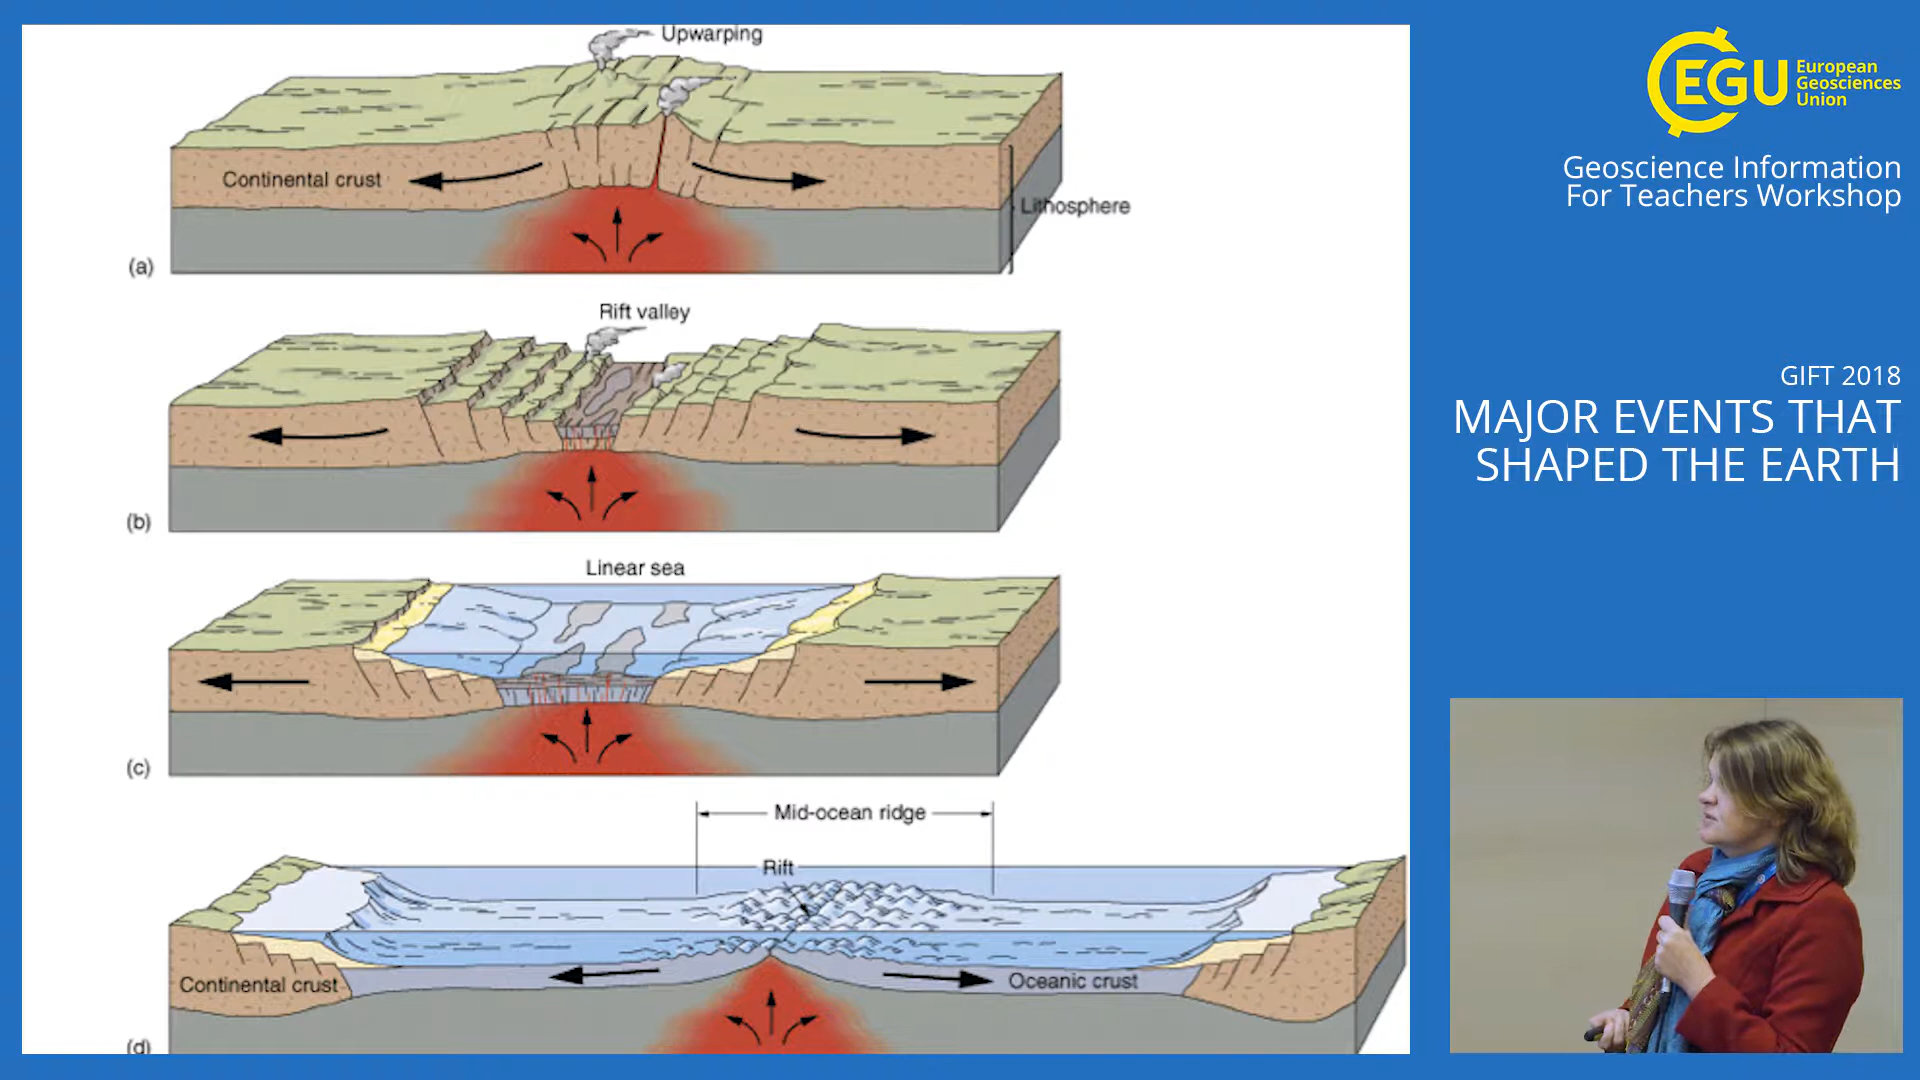 Upwarping
Continental crust
Lithosphere
(a)
Rift valley
(b)
Linear sea
(c)
Mid-ocean ridge
Rift
Continental crust
Oceanic crust
(d)
EGU
European
Geosciences
Union
Geoscience Information
For Teachers Workshop
GIFT 2018
MAJOR EVENTS THAT
SHAPED THE EARTH